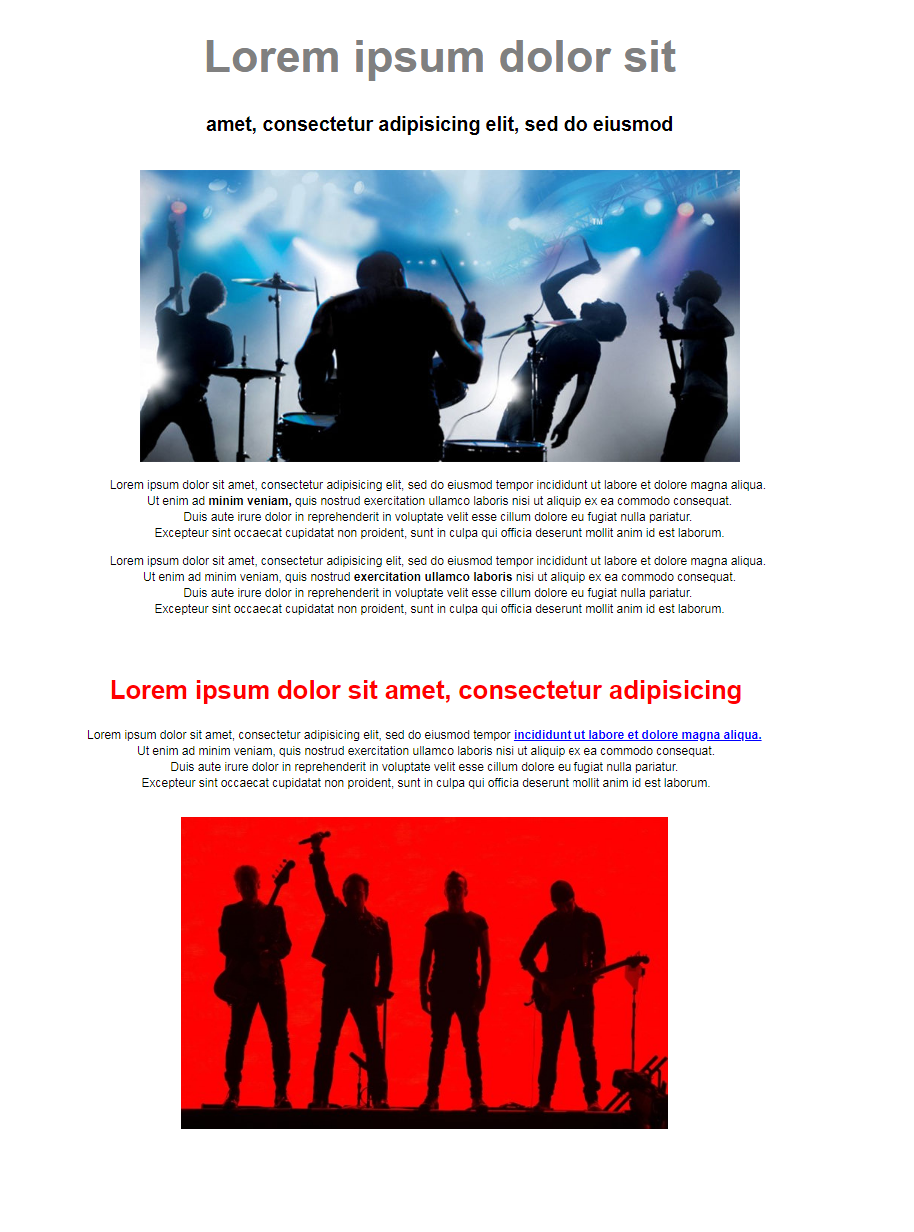 Lorem ipsum dolor sit
amet, consectetur adipisicing elit, sed do eiusmod
TM
Lorem ipsum dolor sit amet, consectetur adipisicing elit, sed do eiusmod tempor incididunt ut labore et dolore magna aliqua.
Ut enim ad minim veniam, quis nostrud exercitation ullamco laboris nisi ut aliquip ex ea commodo consequat.
Duis aute irure dolor in reprehenderit in voluptate velit esse cillum dolore eu fugiat nulla pariatur.
Excepteur sint occaecat cupidatat non proident, sunt in culpa qui officia deserunt mollit anim id est laborum.
Lorem ipsum dolor sit amet, consectetur adipisicing elit, sed do eiusmod tempor incididunt ut labore et dolore magna aliqua.
Ut enim ad minim veniam, quis nostrud exercitation ullamco laboris nisi ut aliquip ex ea commodo consequat.
Duis aute irure dolor in reprehenderit in voluptate velit esse cillum dolore eu fugiat nulla pariatur.
Excepteur sint occaecat cupidatat non proident, sunt in culpa qui officia deserunt mollit anim id est laborum.
Lorem ipsum dolor sit amet, consectetur adipisicing
Lorem ipsum dolor sit amet, consectetur adipisicing elit, sed do eiusmod tempor incididunt ut labore et dolore magna aliqua.
Ut enim ad minim veniam, quis nostrud exercitation ullamco laboris nisi ut aliquip ex ea commodo consequat.
Duis aute irure dolor in reprehenderit in voluptate velit esse cillum dolore eu fugiat nulla pariatur.
Excepteur sint occaecat cupidatat non proident, sunt in culpa qui officia deserunt mollit anim id est laborum.